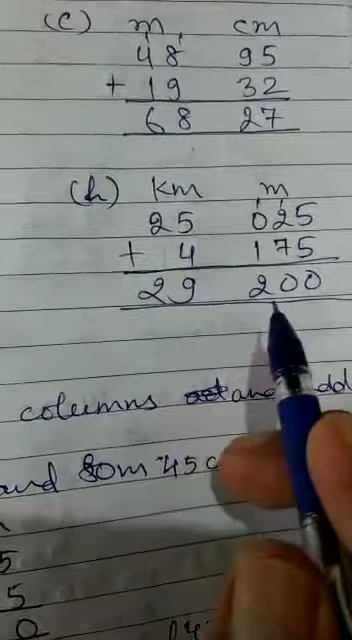 (c) m cm
48 95
+ 19 32
68 27
(h) Km m
25 025
+ 4 175
29 200
columns and
and 80m 45c
5
5
0